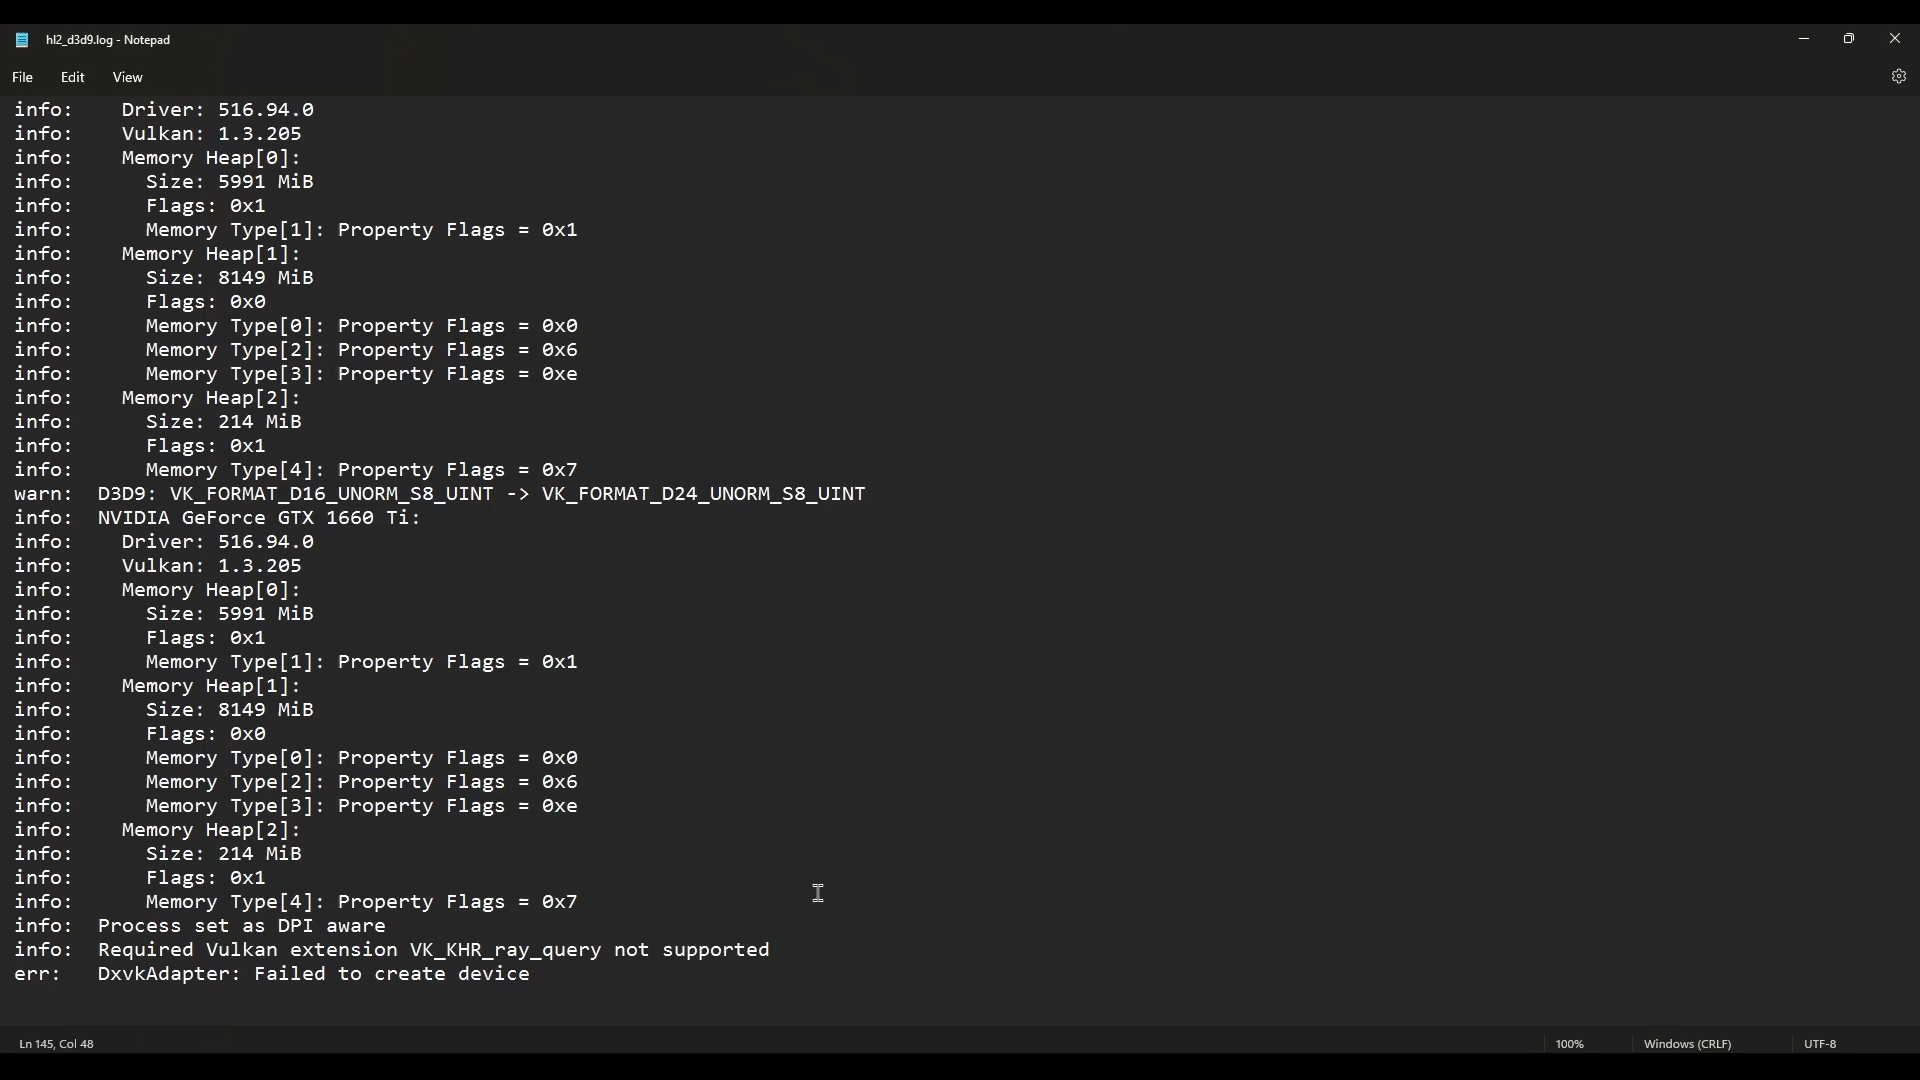 hl2_d3d9.log - Notepad
File Edit View
info: Driver: 516.94.0
info: Vulkan: 1.3.205
info: Memory Heap[0]:
info: Size: 5991 MiB
info: Flags: 0x1
info: Memory Type[1]: Property Flags = 0x1
info: Memory Heap[1]:
info: Size: 8149 MiB
info: Flags: 0x0
info: Memory Type[0]: Property Flags = 0x0
info: Memory Type[2]: Property Flags = 0x6
info: Memory Type[3]: Property Flags = 0xe
info: Memory Heap[2]:
info: Size: 214 MiB
info: Flags: 0x1
info: Memory Type[4]: Property Flags = 0x7
warn: D3D9: VK_FORMAT_D16_UNORM_S8_UINT -> VK_FORMAT_D24_UNORM_S8_UINT
info: NVIDIA GeForce GTX 1660 Ti:
info: Driver: 516.94.0
info: Vulkan: 1.3.205
info: Memory Heap[0]:
info: Size: 5991 MiB
info: Flags: 0x1
info: Memory Type[1]: Property Flags = 0x1
info: Memory Heap[1]:
info: Size: 8149 MiB
info: Flags: 0x0
info: Memory Type[0]: Property Flags = 0x0
info: Memory Type[2]: Property Flags = 0x6
info: Memory Type[3]: Property Flags = 0xe
info: Memory Heap[2]:
info: Size: 214 MiB
info: Flags: 0x1
info: Memory Type[4]: Property Flags = 0x7
info: Process set as DPI aware
info: Required Vulkan extension VK_KHR_ray_query not supported
err: DxvkAdapter: Failed to create device
Ln 145, Col 48 100% Windows (CRLF) UTF-8